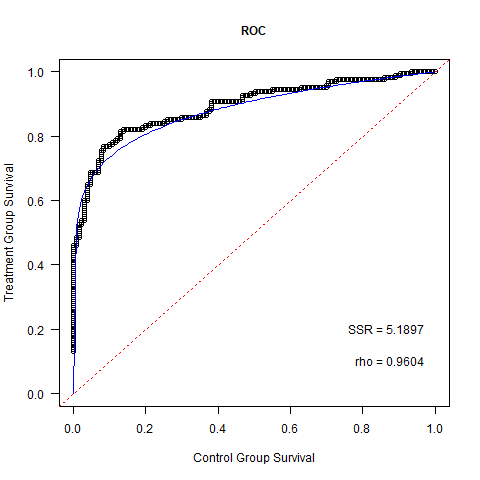 ROC
Treatment Group Survival
1.0
0.8
0.6
0.4
0.2
0.0
SSR = 5.1897
rho = 0.9604
0.0 0.2 0.4 0.6 0.8 1.0
Control Group Survival